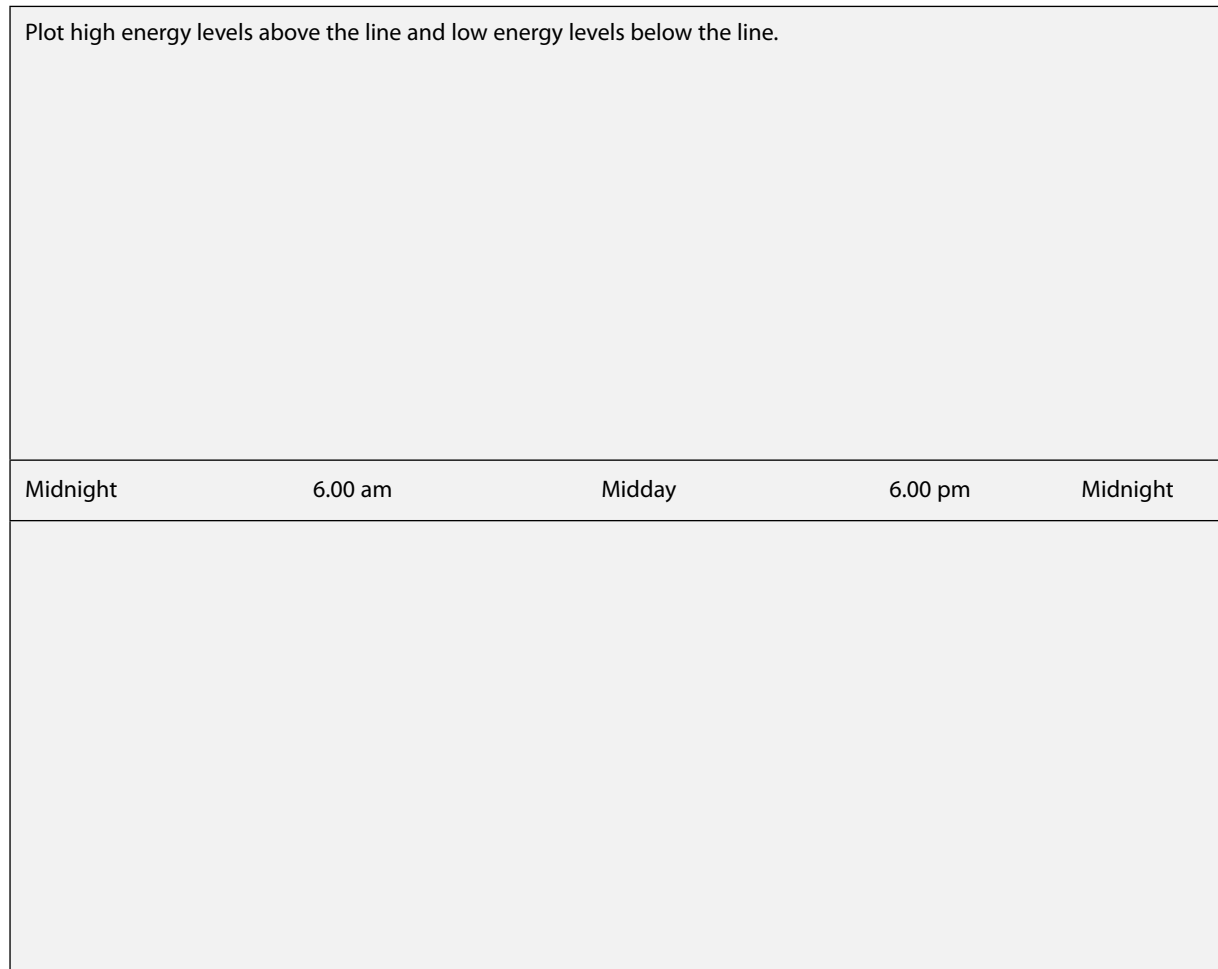 Plot high energy levels above the line and low energy levels below the line.
Midnight 6.00 am Midday 6.00 pm Midnight